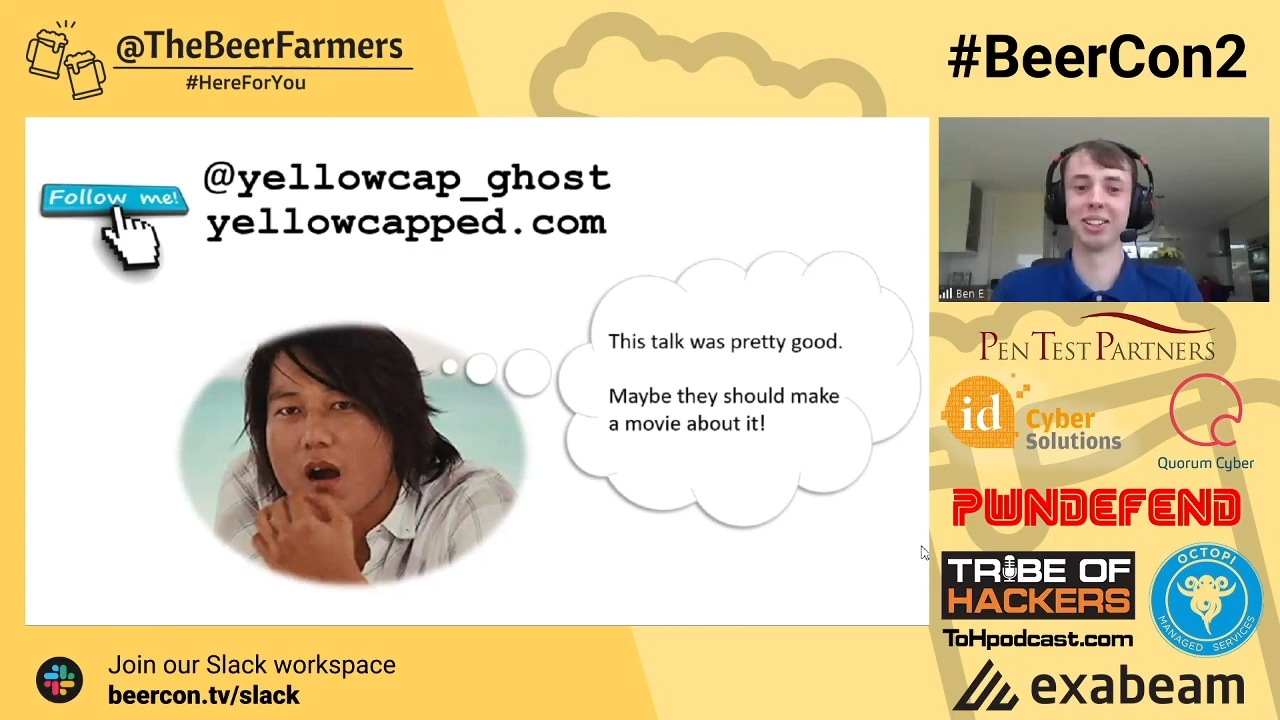 @TheBeerFarmers
#HereForYou
#BeerCon2
Follow me!
@yellowcap_ghost
yellowcapped.com
This talk was pretty good.
Maybe they should make
a movie about it!
Ben E
PEN TEST PARTNERS
id Cyber
Solutions
Quorum Cyber
PWNDEFEND
TRIBE OF
HACKERS
ToHpodcast.com
OCTOPI
MANAGED SERVICES
exabeam
Join our Slack workspace
beercon.tv/slack